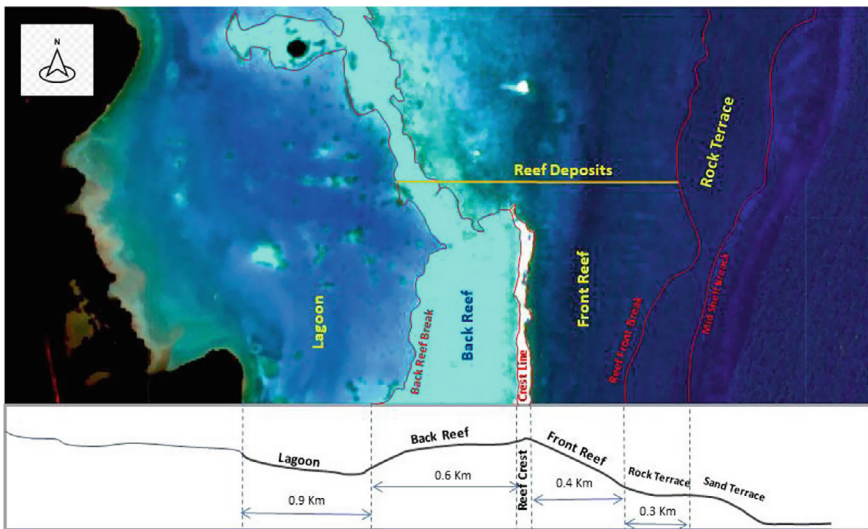 N
Reef Deposits
Rock Terrace
Lagoon
Back Reef Break
Back Reef
Crest Line
Front Reef
Reef Front Break
Mid Shelf Break
Lagoon
Back Reef
Reef Crest
Front Reef
Rock Terrace
Sand Terrace
0.9 Km
0.6 Km
0.4 Km
0.3 Km